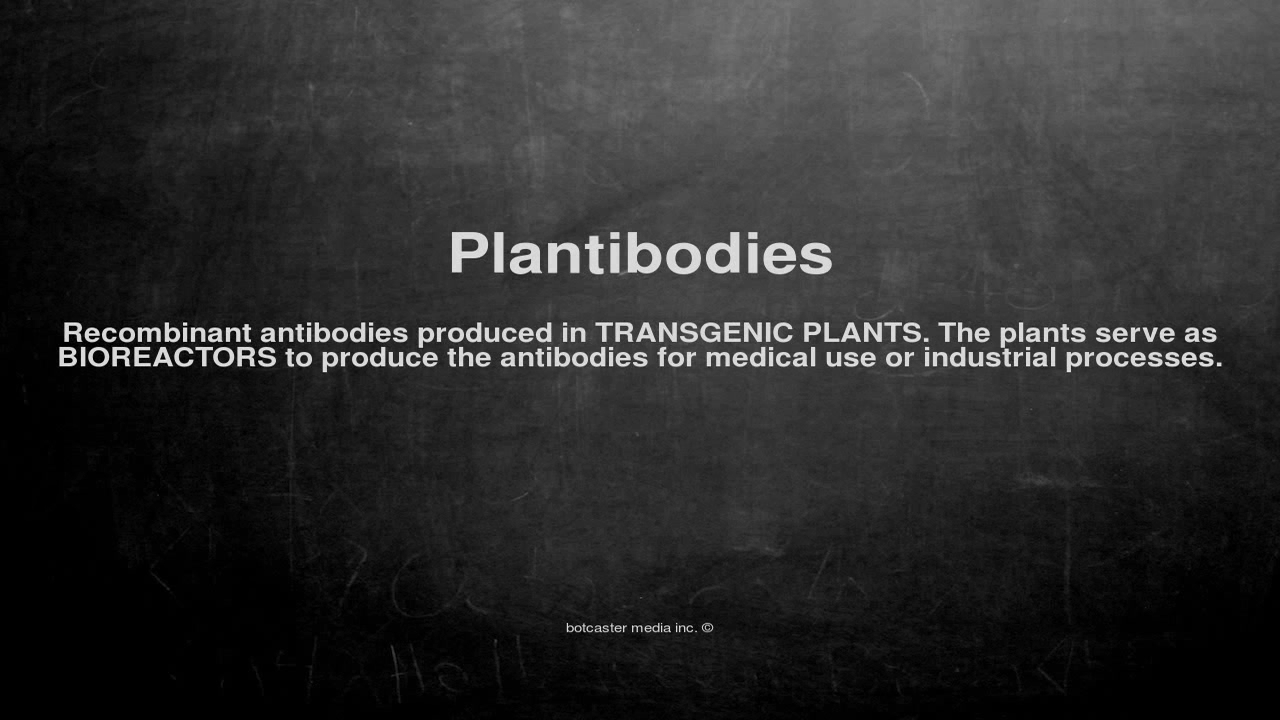 Plantibodies
Recombinant antibodies produced in TRANSGENIC PLANTS. The plants serve as
BIOREACTORS to produce the antibodies for medical use or industrial processes.
botcaster media inc. ©